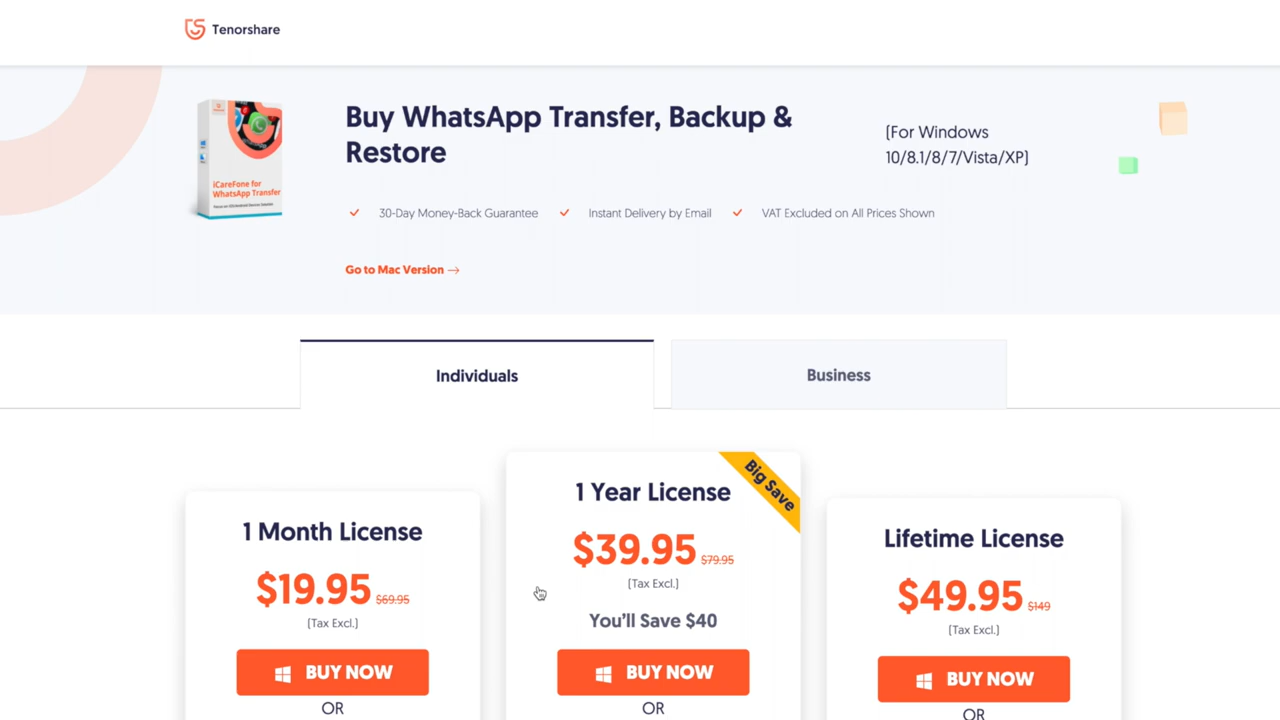 Tenorshare
Buy WhatsApp Transfer, Backup &
Restore
(For Windows
10/8.1/8/7/Vista/XP)
iCareFone for
WhatsApp Transfer
30-Day Money-Back Guarantee
Instant Delivery by Email
VAT Excluded on All Prices Shown
Go to Mac Version →
Individuals
Business
1 Month License
$19.95 $69.95
(Tax Excl.)
BUY NOW
OR
Big Save
1 Year License
$39.95 $79.95
(Tax Excl.)
You'll Save $40
BUY NOW
OR
Lifetime License
$49.95 $149
(Tax Excl.)
BUY NOW
OR